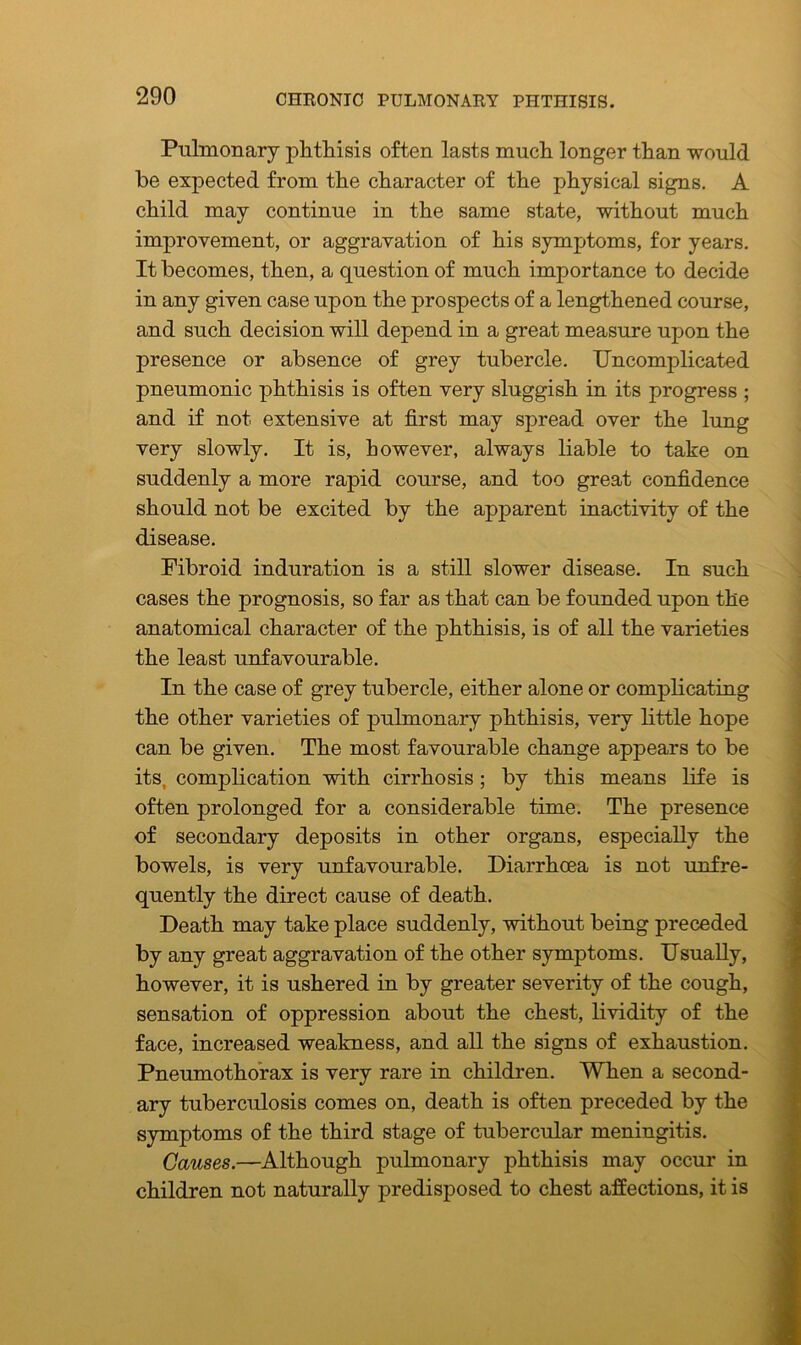 290 CHRONIC PULMONARY PHTHISIS.
Pulmonary phthisis often lasts much longer than would
be expected from the character of the physical signs. A
child may continue in the same state, without much
improvement, or aggravation of his symptoms, for years.
It becomes, then, a question of much importance to decide
in any given case upon the prospects of a lengthened course,
and such decision will depend in a great measure upon the
presence or absence of grey tubercle. Uncomplicated
pneumonic phthisis is often very sluggish in its progress ;
and if not extensive at first may spread over the lung
very slowly. It is, however, always liable to take on
suddenly a more rapid course, and too great confidence
should not be excited by the apparent inactivity of the
disease.
Fibroid induration is a still slower disease. In such
cases the prognosis, so far as that can be founded upon the
anatomical character of the phthisis, is of all the varieties
the least unfavourable.
In the case of grey tubercle, either alone or complicating
the other varieties of pulmonary phthisis, very little hope
can be given. The most favourable change appears to be
its, complication with cirrhosis ; by this means life is
often prolonged for a considerable time. The presence
of secondary deposits in other organs, especially the
bowels, is very unfavourable. Diarrhœa is not unfre-
quently the direct cause of death.
Death may take place suddenly, without being preceded
by any great aggravation of the other symptoms. Usually,
however, it is ushered in by greater severity of the cough,
sensation of oppression about the chest, lividity of the
face, increased weakness, and all the signs of exhaustion.
Pneumothorax is very rare in children. When a second-
ary tuberculosis comes on, death is often preceded by the
symptoms of the third stage of tubercular meningitis.
Causes.—Although pulmonary phthisis may occur in
children not naturally predisposed to chest affections, it is